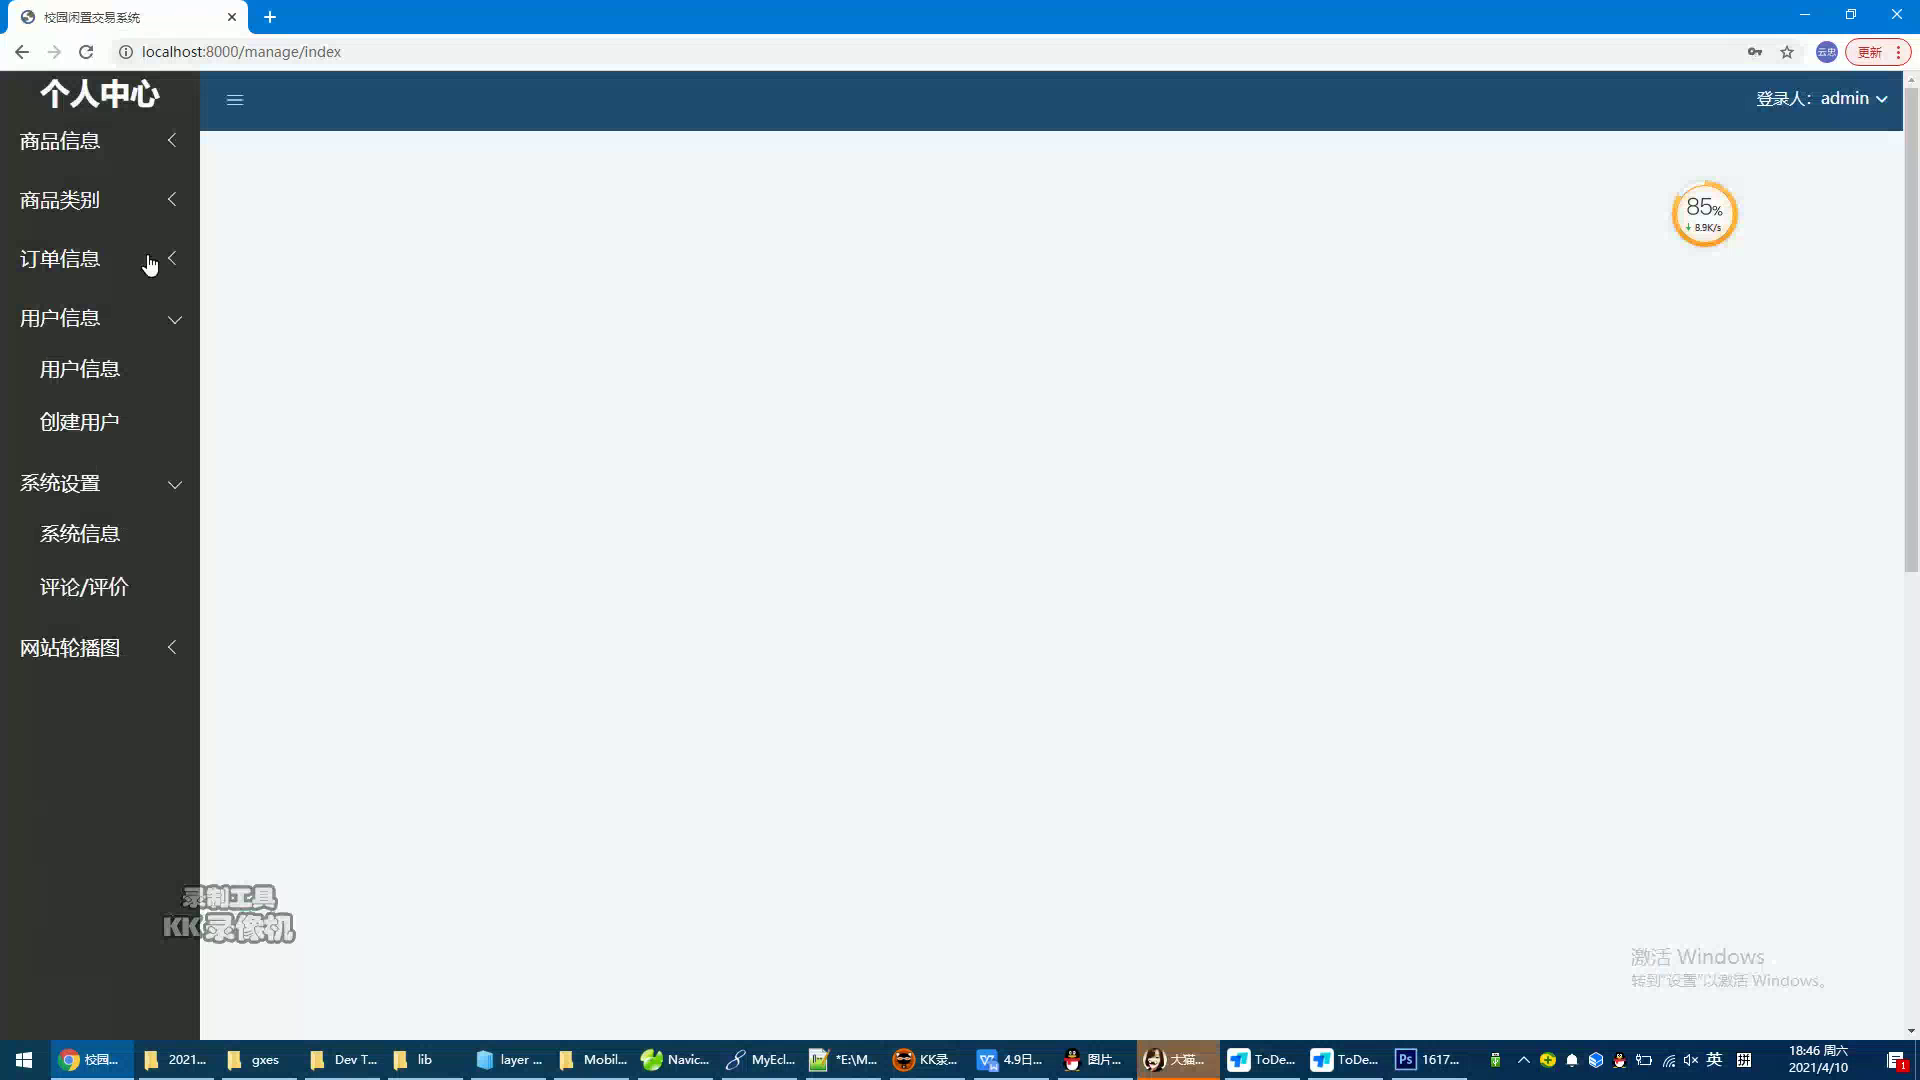 校园闲置交易系统
localhost:8000/manage/index
云忠
更新
个人中心
登录人：admin
商品信息
商品类别
85%
8.9K/s
订单信息
用户信息
用户信息
创建用户
系统设置
系统信息
评论/评价
网站轮播图
录制工具
KK录像机
激活 Windows
转到"设置"以激活 Windows。
校园...
2021...
gxes
Dev T...
lib
layer ...
Mobil...
Navic...
MyEcl...
*E:\M...
KK录...
4.9日...
图片...
大猫...
ToDe...
ToDe...
Ps
1617...
英
18:46 周六
2021/4/10
1